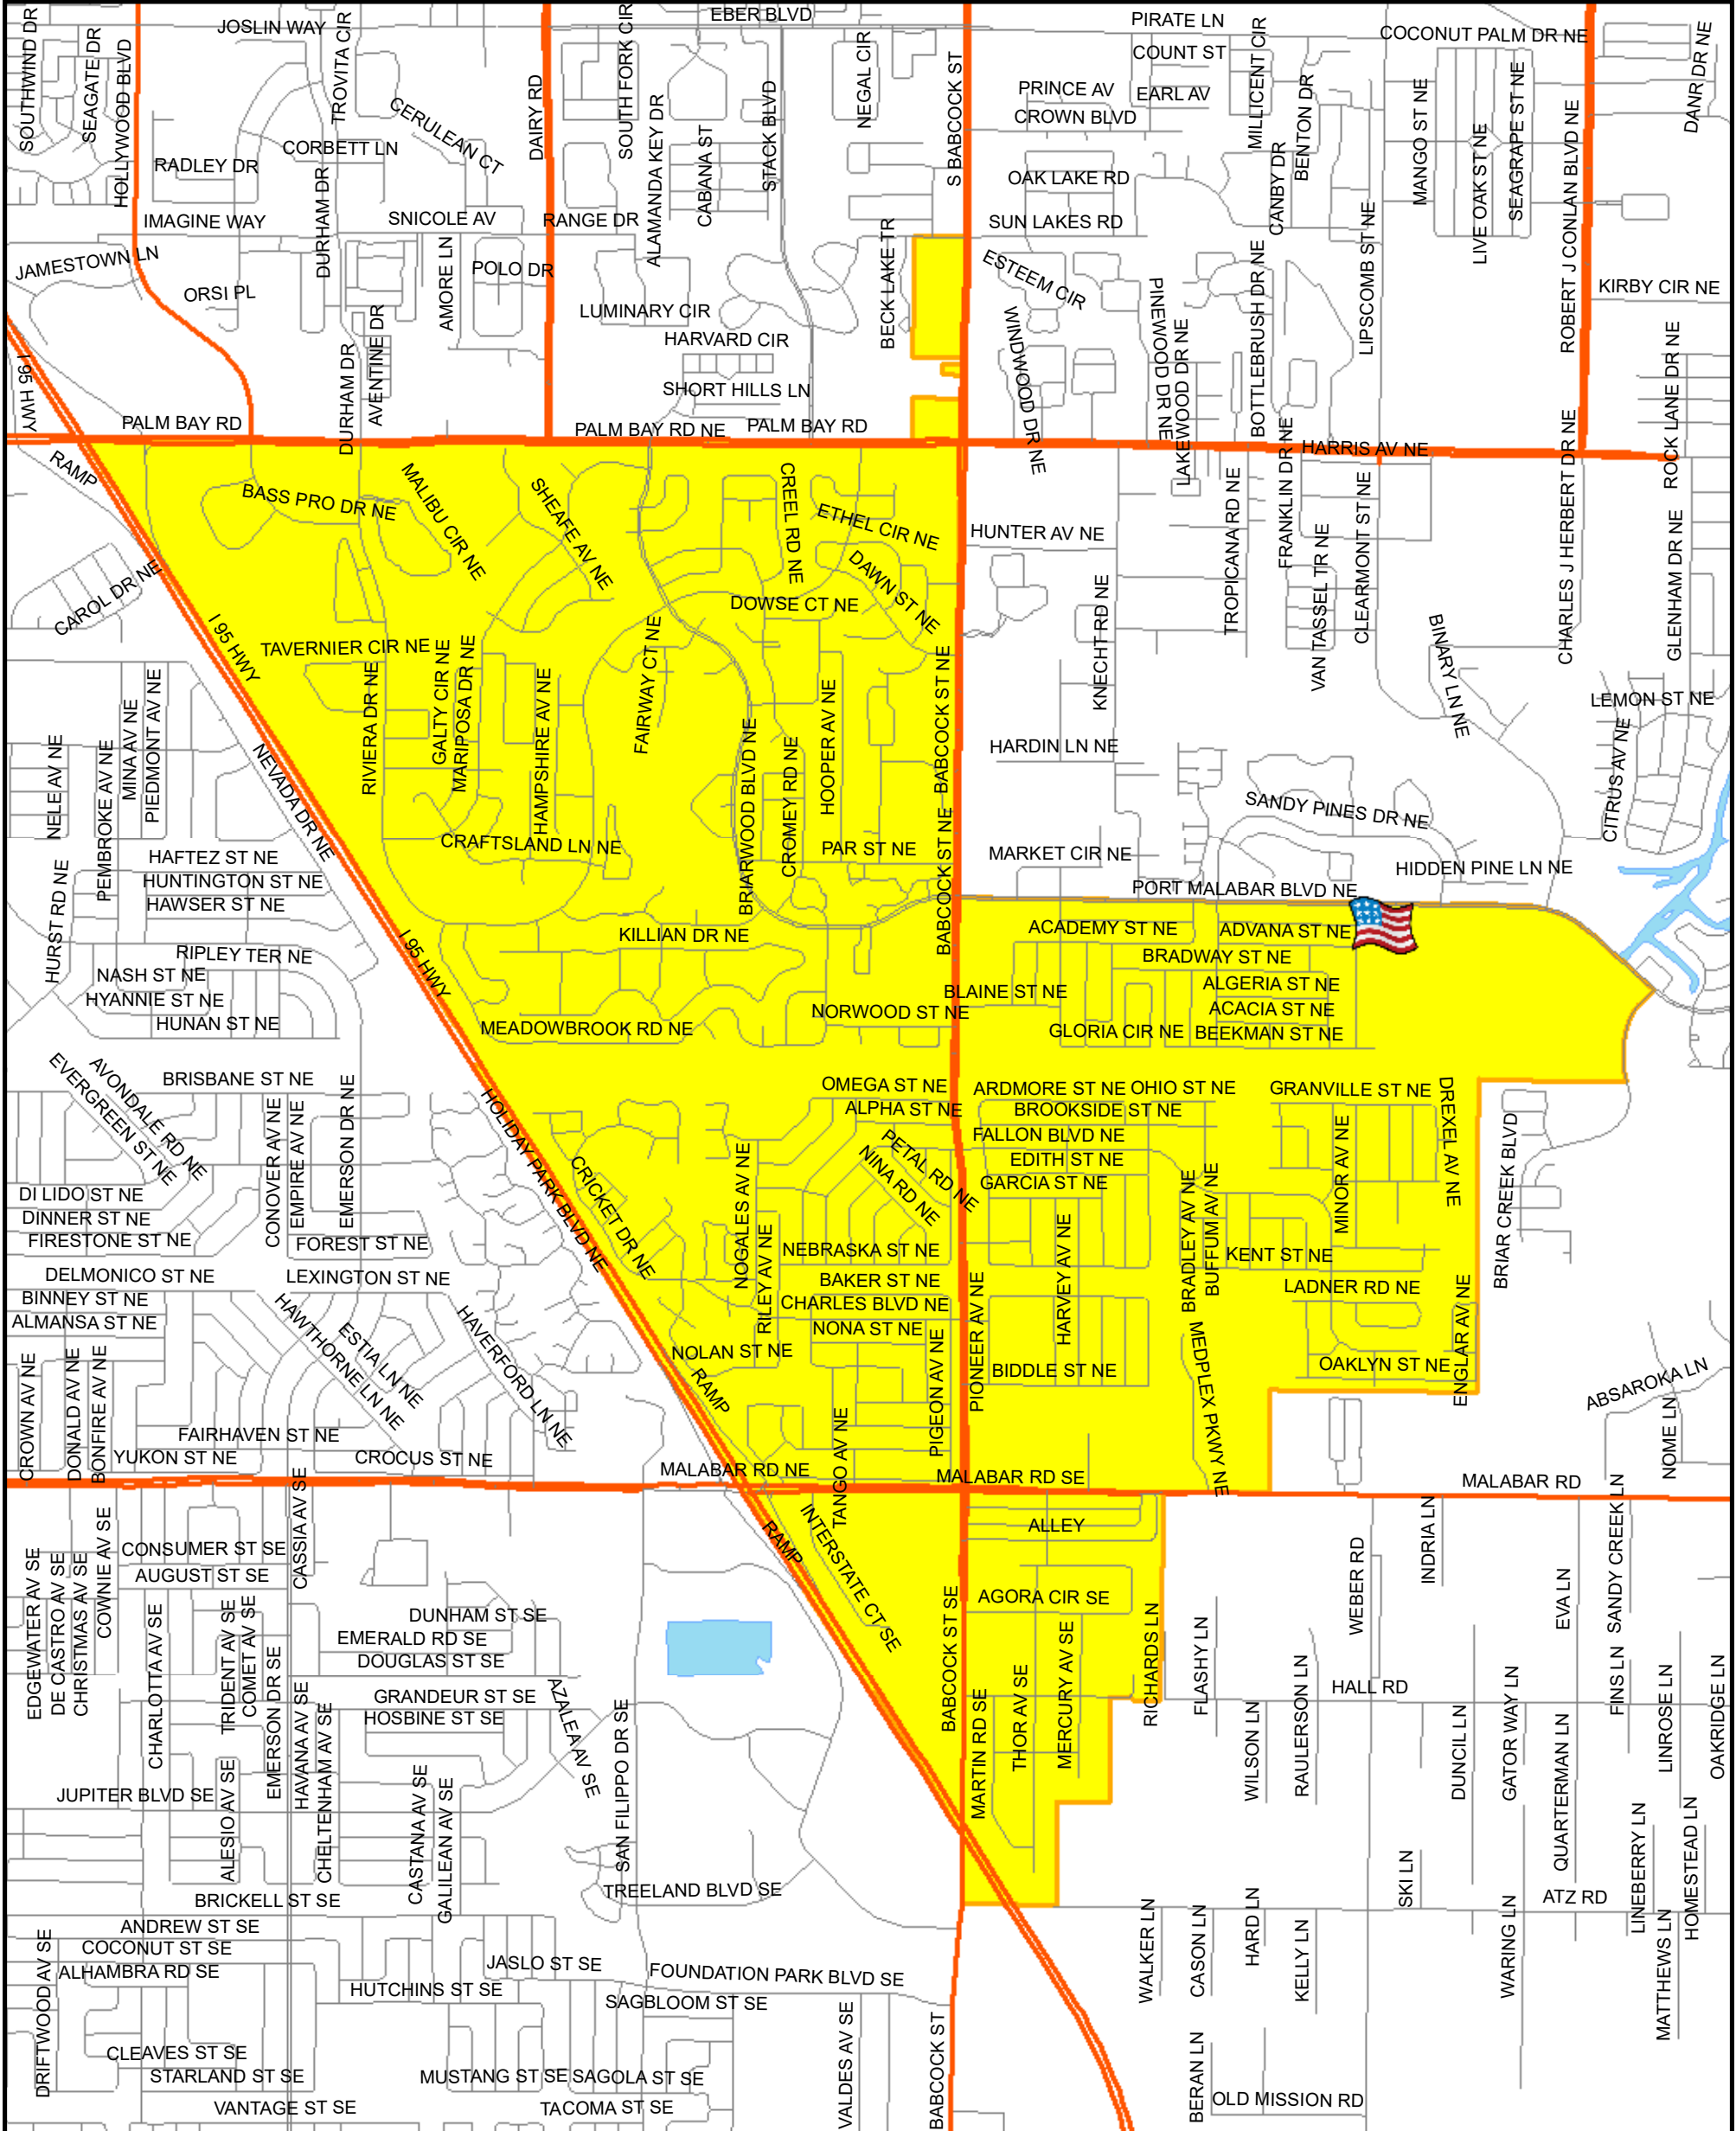 SOUTHWIND DR
SEAGATE DR
HOLLYWOOD BLVD
JOSLIN WAY
TROVITA CIR
CERULEAN CT
CORBETT LN
RADLEY DR
IMAGINE WAY
DURHAM DR
SNICOLE AV
JAMESTOWN LN
ORSI PL
AMORE LN
POLO DR
AVENTINE DR
DURHAM DR
DAIRY RD
SOUTH FORK CIR
EBER BLVD
ALAMANDA KEY DR
CABANA ST
STACK BLVD
NEGAL CIR
S BABCOCK ST
RANGE DR
LUMINARY CIR
HARVARD CIR
SHORT HILLS LN
BECK LAKE TR
PIRATE LN
COUNT ST
PRINCE AV
EARL AV
CROWN BLVD
MILLICENT CIR
BENTON DR
CANBY DR
OAK LAKE RD
SUN LAKES RD
ESTEEM CIR
WINDWOOD DR NE
PINEWOOD DR NE
LAKEWOOD DR NE
BOTTLEBRUSH DR NE
LIPSCOMB ST NE
COCONUT PALM DR NE
MANGO ST NE
LIVE OAK ST NE
SEAGRAPE ST NE
ROBERT J CONLAN BLVD NE
DANR DR NE
KIRBY CIR NE
ROCK LANE DR NE
I 95 HWY
PALM BAY RD
PALM BAY RD NE
PALM BAY RD
HARRIS AV NE
RAMP
BASS PRO DR NE
MALIBU CIR NE
SHEAFE AV NE
CREEL RD NE
ETHEL CIR NE
DAWN ST NE
DOWSE CT NE
HUNTER AV NE
KNECHT RD NE
TROPICANA RD NE
FRANKLIN DR NE
VAN TASSEL TR NE
CLEARMONT ST NE
BINARY LN NE
CHARLES J HERBERT DR NE
GLENHAM DR NE
LEMON ST NE
CITRUS AV NE
CAROL DR NE
I 95 HWY
TAVERNIER CIR NE
RIVIERA DR NE
GALTY CIR NE
MARIPOSA DR NE
HAMPSHIRE AV NE
FAIRWAY CT NE
BRIARWOOD BLVD NE
CROMEY RD NE
HOOPER AV NE
BABCOCK ST NE
HARDIN LN NE
SANDY PINES DR NE
MARKET CIR NE
HIDDEN PINE LN NE
PORT MALABAR BLVD NE
NELE AV NE
PEMBROKE AV NE
MINA AV NE
PIEDMONT AV NE
NEVADA DR NE
HURST RD NE
HAFTEZ ST NE
HUNTINGTON ST NE
HAWSER ST NE
RIPLEY TER NE
NASH ST NE
HYANNIE ST NE
HUNAN ST NE
I 95 HWY
CRAFTSLAND LN NE
PAR ST NE
BABCOCK ST NE
KILLIAN DR NE
MEADOWBROOK RD NE
NORWOOD ST NE
BLAINE ST NE
ACADEMY ST NE
ADVANA ST NE
BRADWAY ST NE
ALGERIA ST NE
ACACIA ST NE
GLORIA CIR NE
BEEKMAN ST NE
AVONDALE RD NE
EVERGREEN ST NE
BRISBANE ST NE
CONOVER AV NE
EMPIRE AV NE
EMERSON DR NE
DI LIDO ST NE
DINNER ST NE
FIRESTONE ST NE
FOREST ST NE
HOLIDAY PARK BLVD NE
CRICKET DR NE
NOGALES AV NE
RILEY AV NE
OMEGA ST NE
ALPHA ST NE
PETAL RD NE
NINA RD NE
NEBRASKA ST NE
BAKER ST NE
CHARLES BLVD NE
NONA ST NE
NOLAN ST NE
RAMP
PIGEON AV NE
TANGO AV NE
ARDMORE ST NE
OHIO ST NE
BROOKSIDE ST NE
FALLON BLVD NE
EDITH ST NE
GARCIA ST NE
PIONEER AV NE
HARVEY AV NE
BRADLEY AV NE
BUFFUM AV NE
MEDPLEX PKWY NE
BIDDLE ST NE
GRANVILLE ST NE
MINOR AV NE
DREXEL AV NE
KENT ST NE
LADNER RD NE
OAKLYN ST NE
ENGLAR AV NE
BRIAR CREEK BLVD
ABSAROKA LN
NOME LN
DELMONICO ST NE
BINNEY ST NE
ALMANSA ST NE
LEXINGTON ST NE
HAWTHORNE LN NE
ESTIA LN NE
HAVERFORD LN NE
CROWN AV NE
DONALD AV NE
BONFIRE AV NE
FAIRHAVEN ST NE
YUKON ST NE
CROCUS ST NE
MALABAR RD NE
MALABAR RD SE
MALABAR RD
EDGEWATER AV SE
DE CASTRO AV SE
CHRISTMAS AV SE
COWNIE AV SE
CONSUMER ST SE
AUGUST ST SE
CASSIA AV SE
CHARLOTTA AV SE
TRIDENT AV SE
COMET AV SE
EMERSON DR SE
HAVANA AV SE
CHELTENHAM AV SE
ALESIO AV SE
DUNHAM ST SE
EMERALD RD SE
DOUGLAS ST SE
GRANDEUR ST SE
HOSBINE ST SE
AZALEA AV SE
CASTANA AV SE
GALILEAN AV SE
SAN FILIPPO DR SE
JUPITER BLVD SE
RAMP
INTERSTATE CT SE
BABCOCK ST SE
ALLEY
AGORA CIR SE
MARTIN RD SE
THOR AV SE
MERCURY AV SE
RICHARDS LN
FLASHY LN
WILSON LN
RAULERSON LN
WEBER RD
HALL RD
INDRIA LN
EVA LN
SANDY CREEK LN
FINS LN
DUNCIL LN
GATOR WAY LN
QUARTERMAN LN
LINROSE LN
OAKRIDGE LN
LINEBERRY LN
HOMESTEAD LN
MATTHEWS LN
SKI LN
ATZ RD
WARING LN
WALKER LN
CASON LN
HARD LN
KELLY LN
BERAN LN
OLD MISSION RD
BRICKELL ST SE
ANDREW ST SE
COCONUT ST SE
ALHAMBRA RD SE
DRIFTWOOD AV SE
CLEAVES ST SE
STARLAND ST SE
VANTAGE ST SE
TREELAND BLVD SE
JASLO ST SE
HUTCHINS ST SE
FOUNDATION PARK BLVD SE
SAGBLOOM ST SE
MUSTANG ST SE
SAGOLA ST SE
TACOMA ST SE
VALDES AV SE
BABCOCK ST